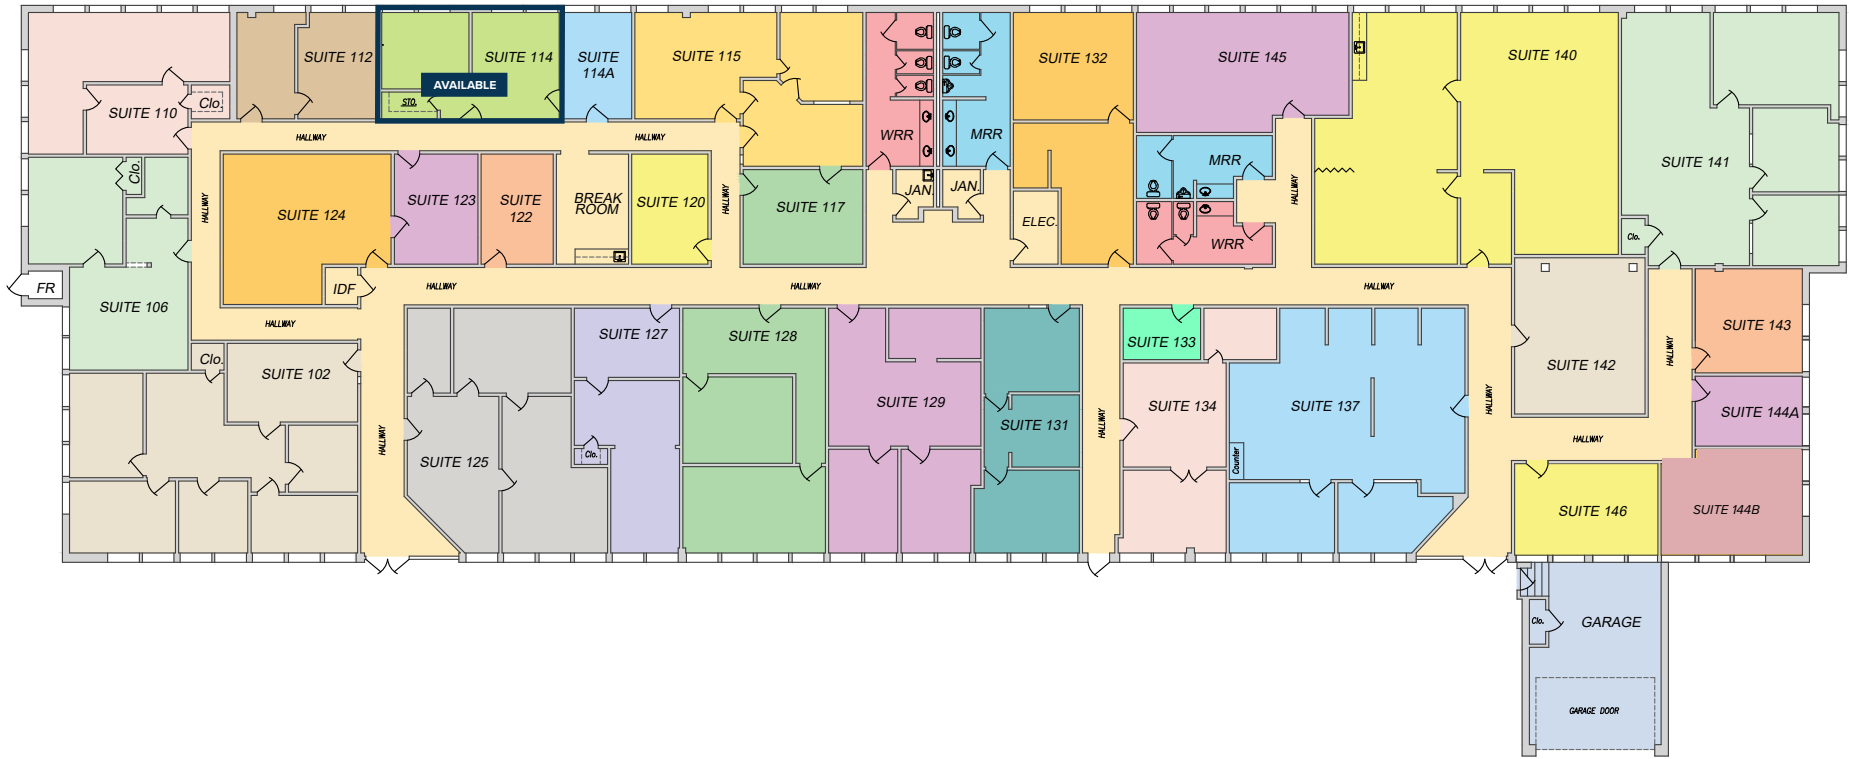 SUITE 112
SUITE 114
AVAILABLE
STO.
SUITE
114A
SUITE 115
SUITE 132
SUITE 145
SUITE 140
SUITE 110
Clo.
HALLWAY
HALLWAY
WRR
MRR
MRR
SUITE 141
Clo.
SUITE 124
SUITE 123
SUITE
122
BREAK
ROOM
SUITE 120
HALLWAY
HALLWAY
SUITE 117
JAN.
JAN.
ELEC.
HALLWAY
WRR
Clo.
FR
IDF
HALLWAY
HALLWAY
HALLWAY
SUITE 106
HALLWAY
SUITE 127
SUITE 128
SUITE 133
SUITE 143
Clo.
SUITE 102
SUITE 142
HALLWAY
SUITE 129
SUITE 134
SUITE 137
HALLWAY
SUITE 144A
HALLWAY
SUITE 125
Clo.
SUITE 131
HALLWAY
Counter
HALLWAY
SUITE 146
SUITE 144B
Clo.
GARAGE
GARAGE DOOR